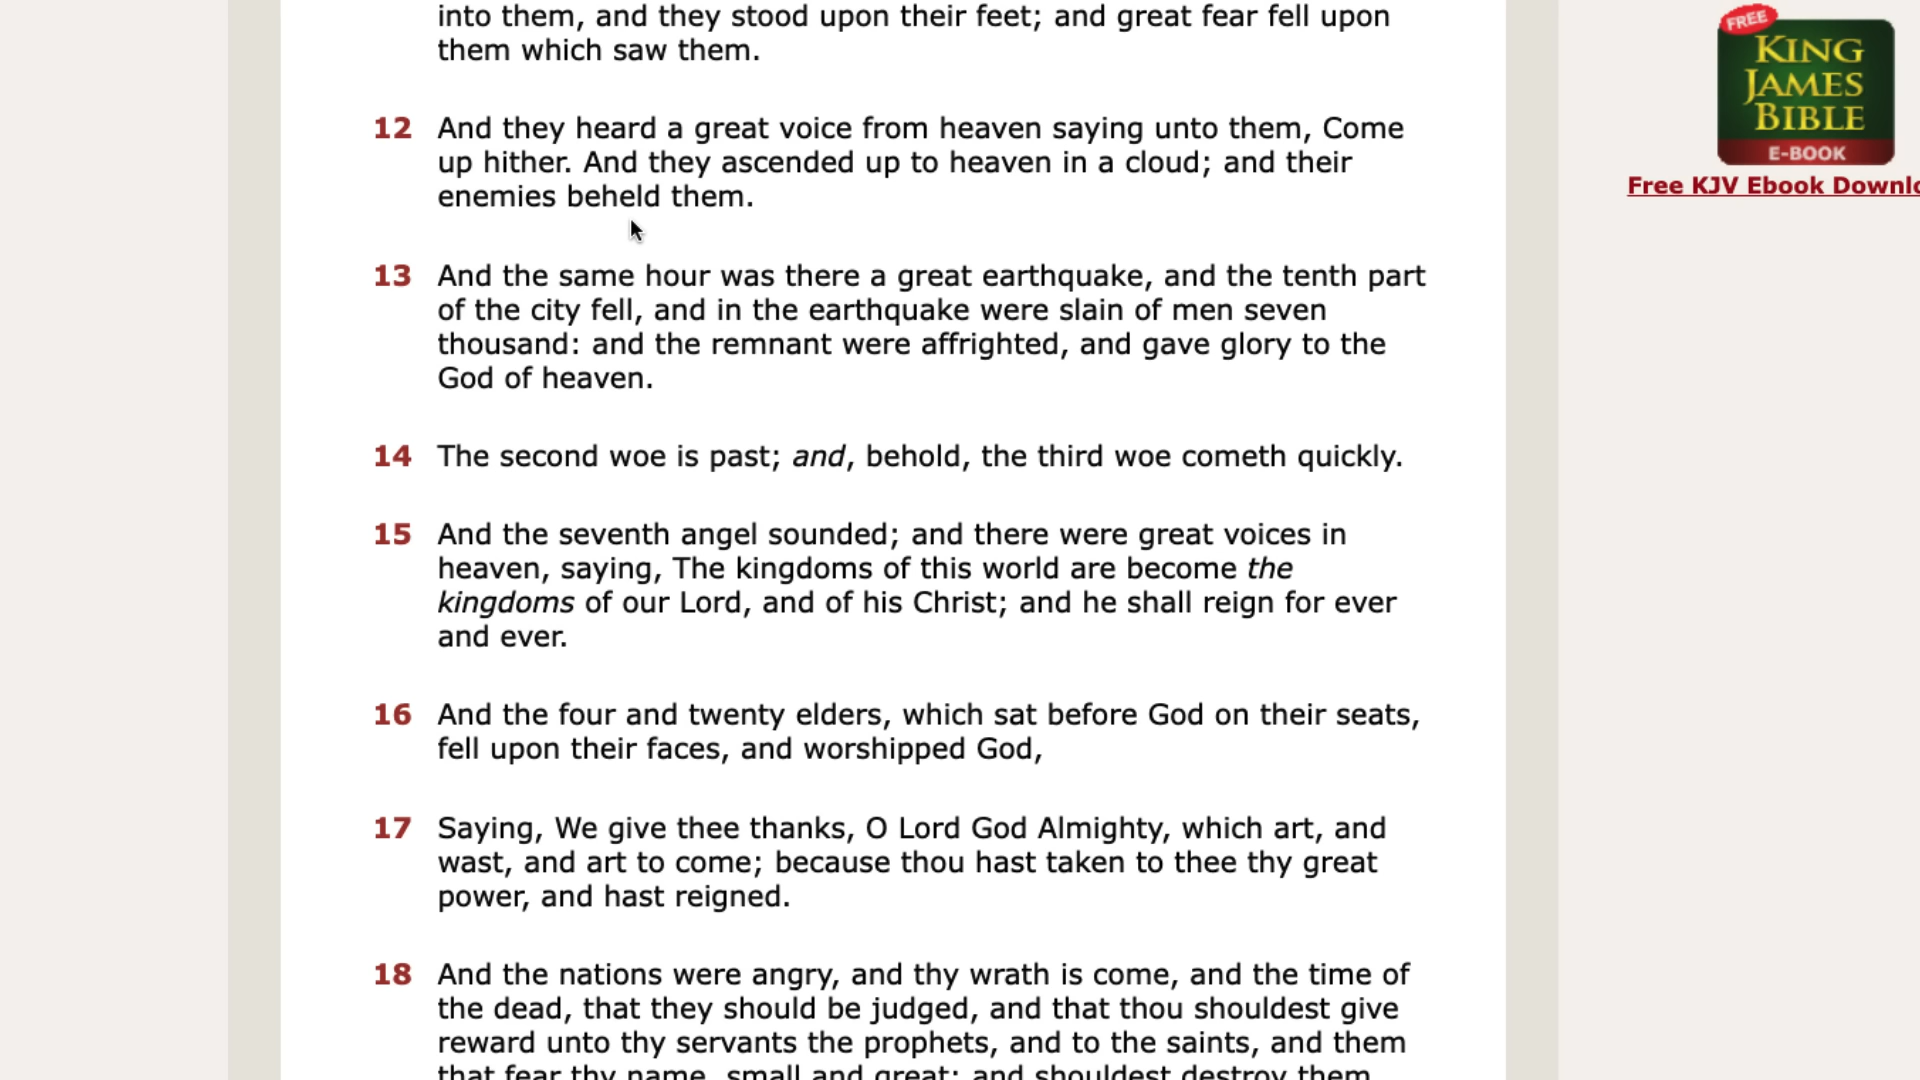 into them, and they stood upon their feet; and great fear fell upon
them which saw them.
12 And they heard a great voice from heaven saying unto them, Come
up hither. And they ascended up to heaven in a cloud; and their
enemies beheld them.
13 And the same hour was there a great earthquake, and the tenth part
of the city fell, and in the earthquake were slain of men seven
thousand: and the remnant were affrighted, and gave glory to the
God of heaven.
14 The second woe is past; and, behold, the third woe cometh quickly.
15 And the seventh angel sounded; and there were great voices in
heaven, saying, The kingdoms of this world are become the
kingdoms of our Lord, and of his Christ; and he shall reign for ever
and ever.
16 And the four and twenty elders, which sat before God on their seats,
fell upon their faces, and worshipped God,
17 Saying, We give thee thanks, O Lord God Almighty, which art, and
wast, and art to come; because thou hast taken to thee thy great
power, and hast reigned.
18 And the nations were angry, and thy wrath is come, and the time of
the dead, that they should be judged, and that thou shouldest give
reward unto thy servants the prophets, and to the saints, and them
that fear thy name, small and great; and shouldest destroy them
FREE
KING
JAMES
BIBLE
E-BOOK
Free KJV Ebook